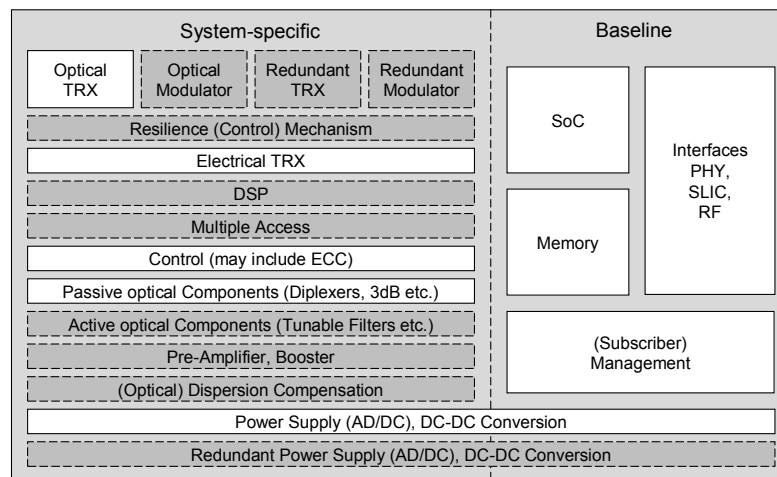 System-specific
Baseline
Optical
TRX
Optical
Modulator
Redundant
TRX
Redundant
Modulator
Resilience (Control) Mechanism
Electrical TRX
DSP
Multiple Access
Control (may include ECC)
Passive optical Components (Diplexers, 3dB etc.)
Active optical Components (Tunable Filters etc.)
Pre-Amplifier, Booster
(Optical) Dispersion Compensation
SoC
Memory
Interfaces
PHY,
SLIC,
RF
(Subscriber)
Management
Power Supply (AD/DC), DC-DC Conversion
Redundant Power Supply (AD/DC), DC-DC Conversion